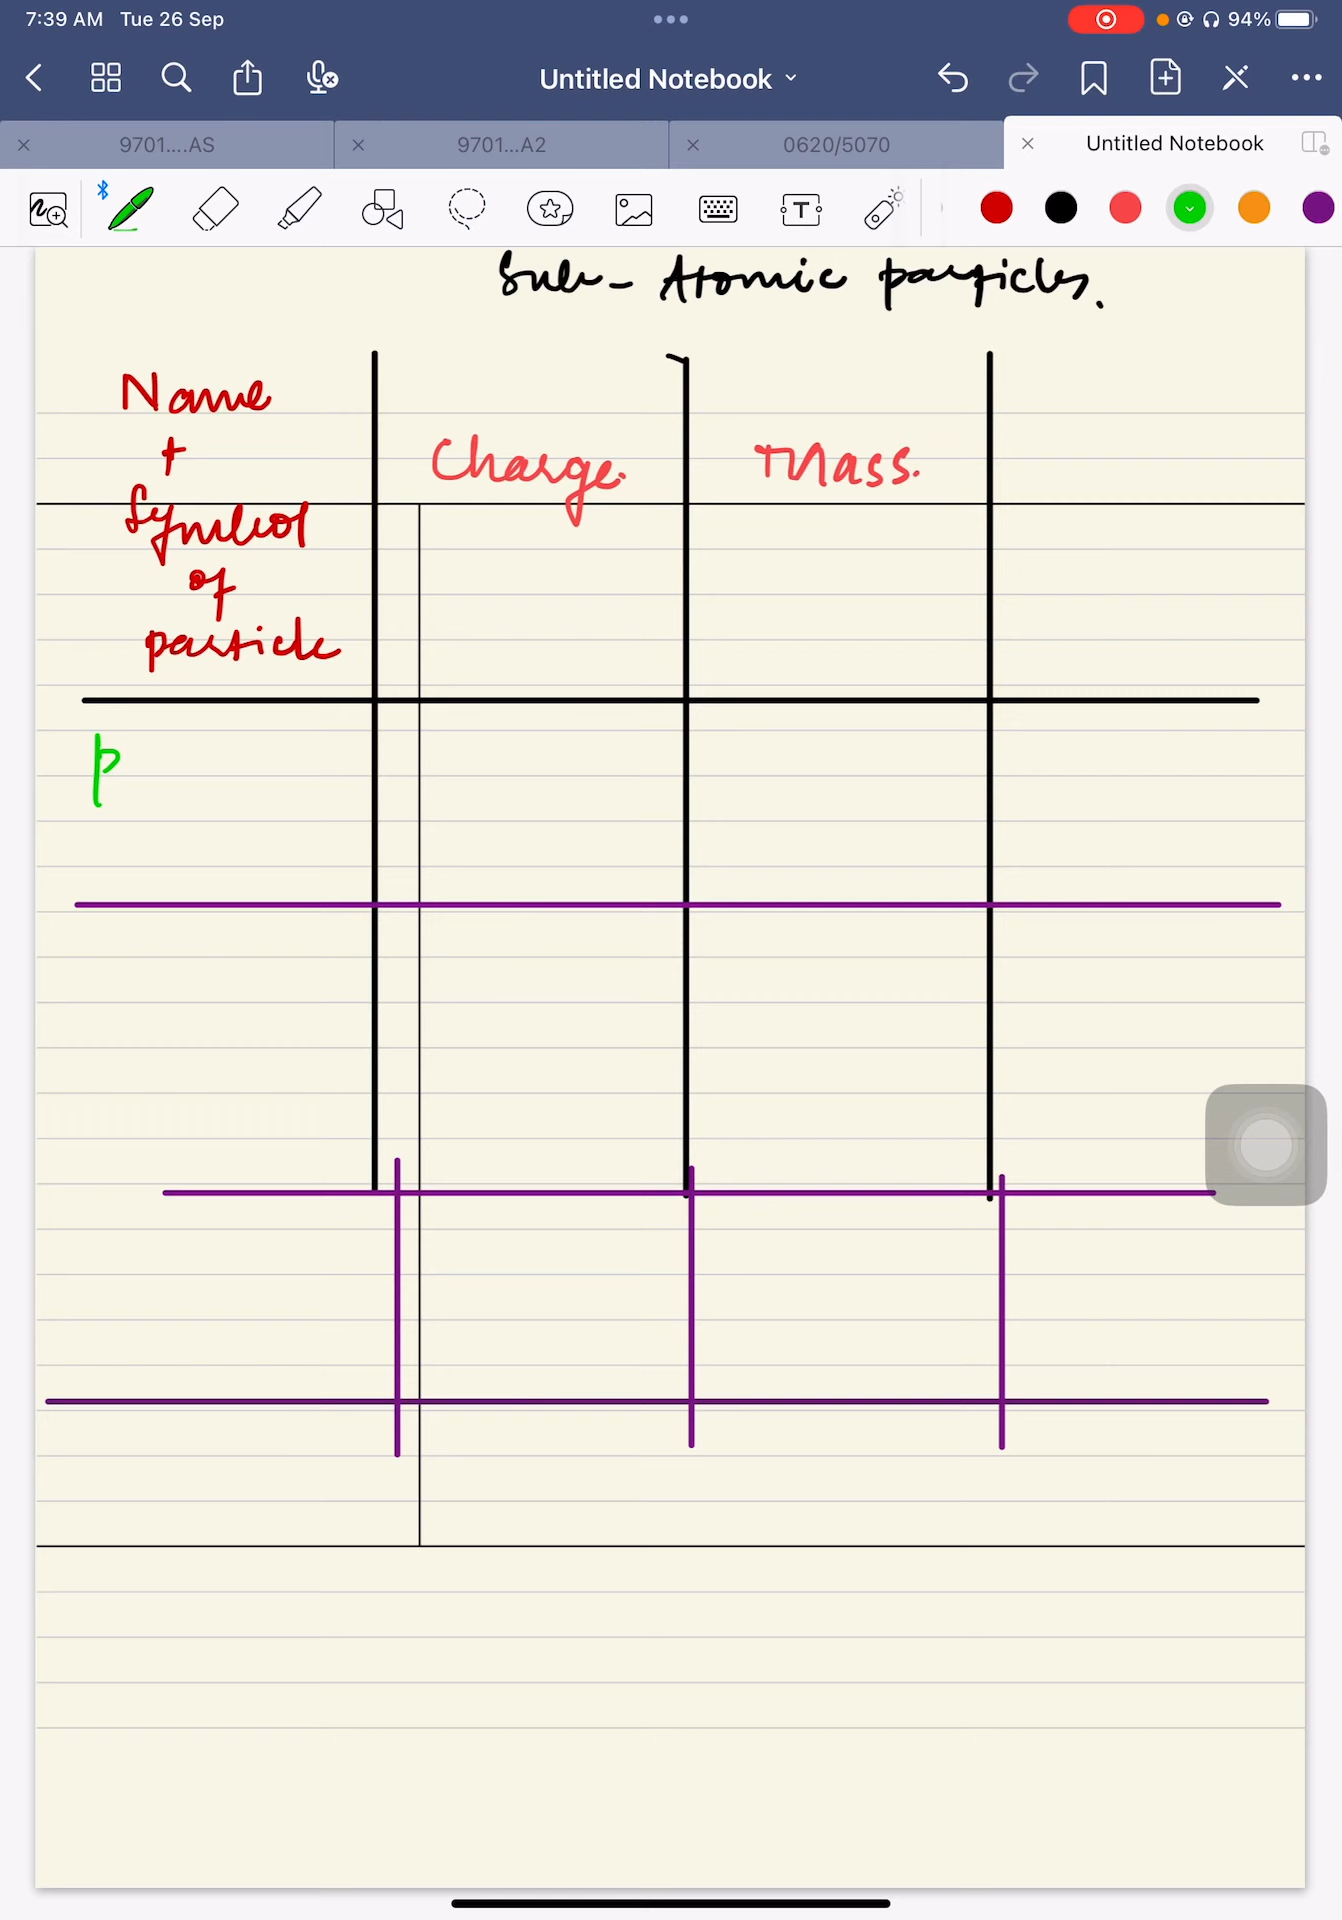 7:39 AM Tue 26 Sep
94%
Untitled Notebook
9701....AS
9701...A2
0620/5070
Untitled Notebook
T
Sub-Atomic particles.
Name
+
Symbol
of
particle
Charge.
Mass.
p